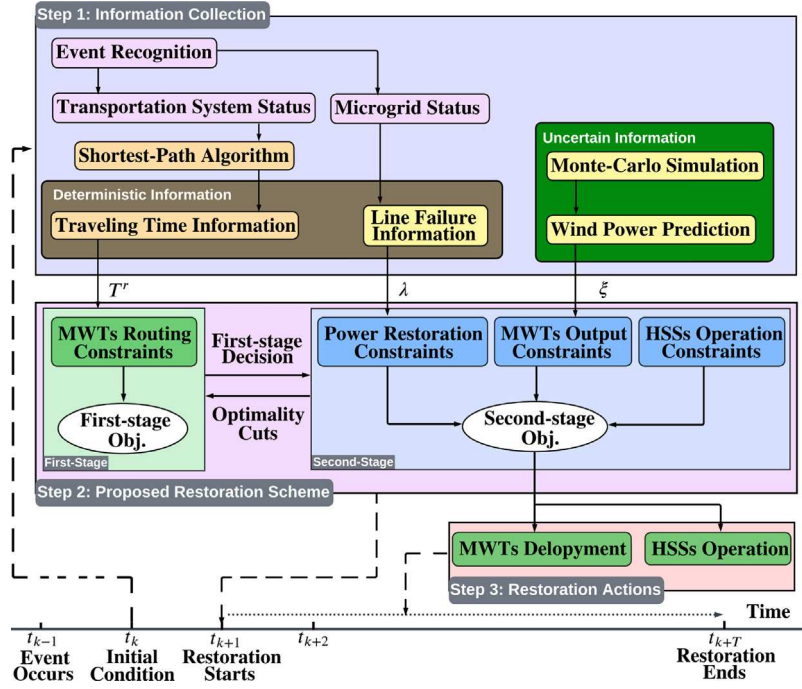 Step 1: Information Collection
Event Recognition
Transportation System Status
Microgrid Status
Shortest-Path Algorithm
Uncertain Information
Monte-Carlo Simulation
Deterministic Information
Traveling Time Information
Line Failure
Information
Wind Power Prediction
T^r
λ
ξ
MWTs Routing
Constraints
First-stage
Decision
Power Restoration
Constraints
MWTs Output
Constraints
HSSs Operation
Constraints
First-stage
Obj.
Optimality
Cuts
Second-stage
Obj.
First-Stage
Second-Stage
Step 2: Proposed Restoration Scheme
MWTs Delopyment
HSSs Operation
Step 3: Restoration Actions
Time
t_{k-1}
Event
Occurs
t_k
Initial
Condition
t_{k+1}
Restoration
Starts
t_{k+2}
t_{k+T}
Restoration
Ends